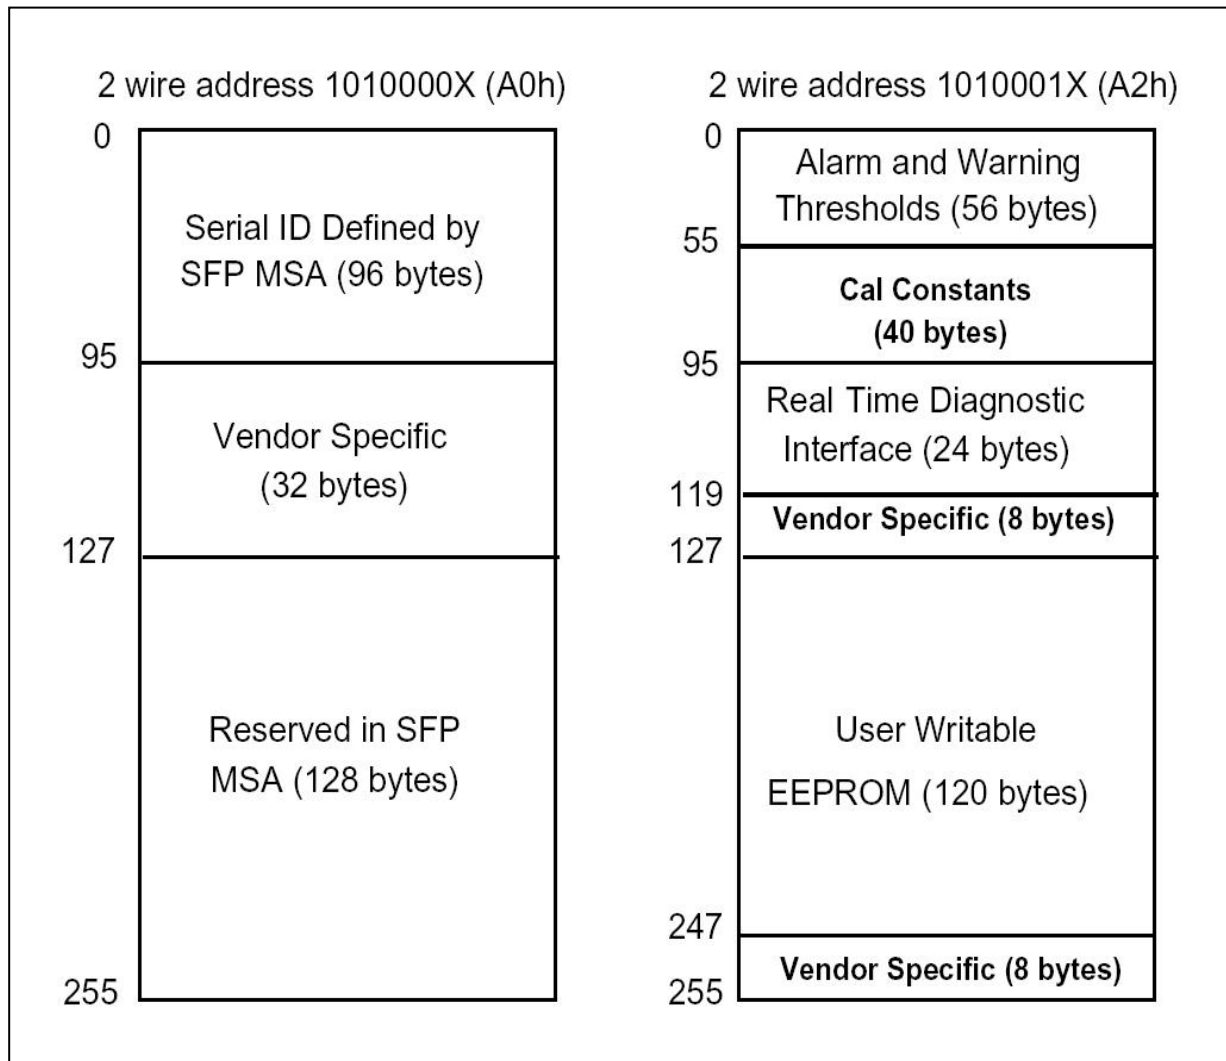 2 wire address 1010000X (A0h)
0
Serial ID Defined by
SFP MSA (96 bytes)
95
Vendor Specific
(32 bytes)
127
Reserved in SFP
MSA (128 bytes)
255
2 wire address 1010001X (A2h)
0
Alarm and Warning
Thresholds (56 bytes)
55
Cal Constants
(40 bytes)
95
Real Time Diagnostic
Interface (24 bytes)
119
Vendor Specific (8 bytes)
127
User Writable
EEPROM (120 bytes)
247
Vendor Specific (8 bytes)
255